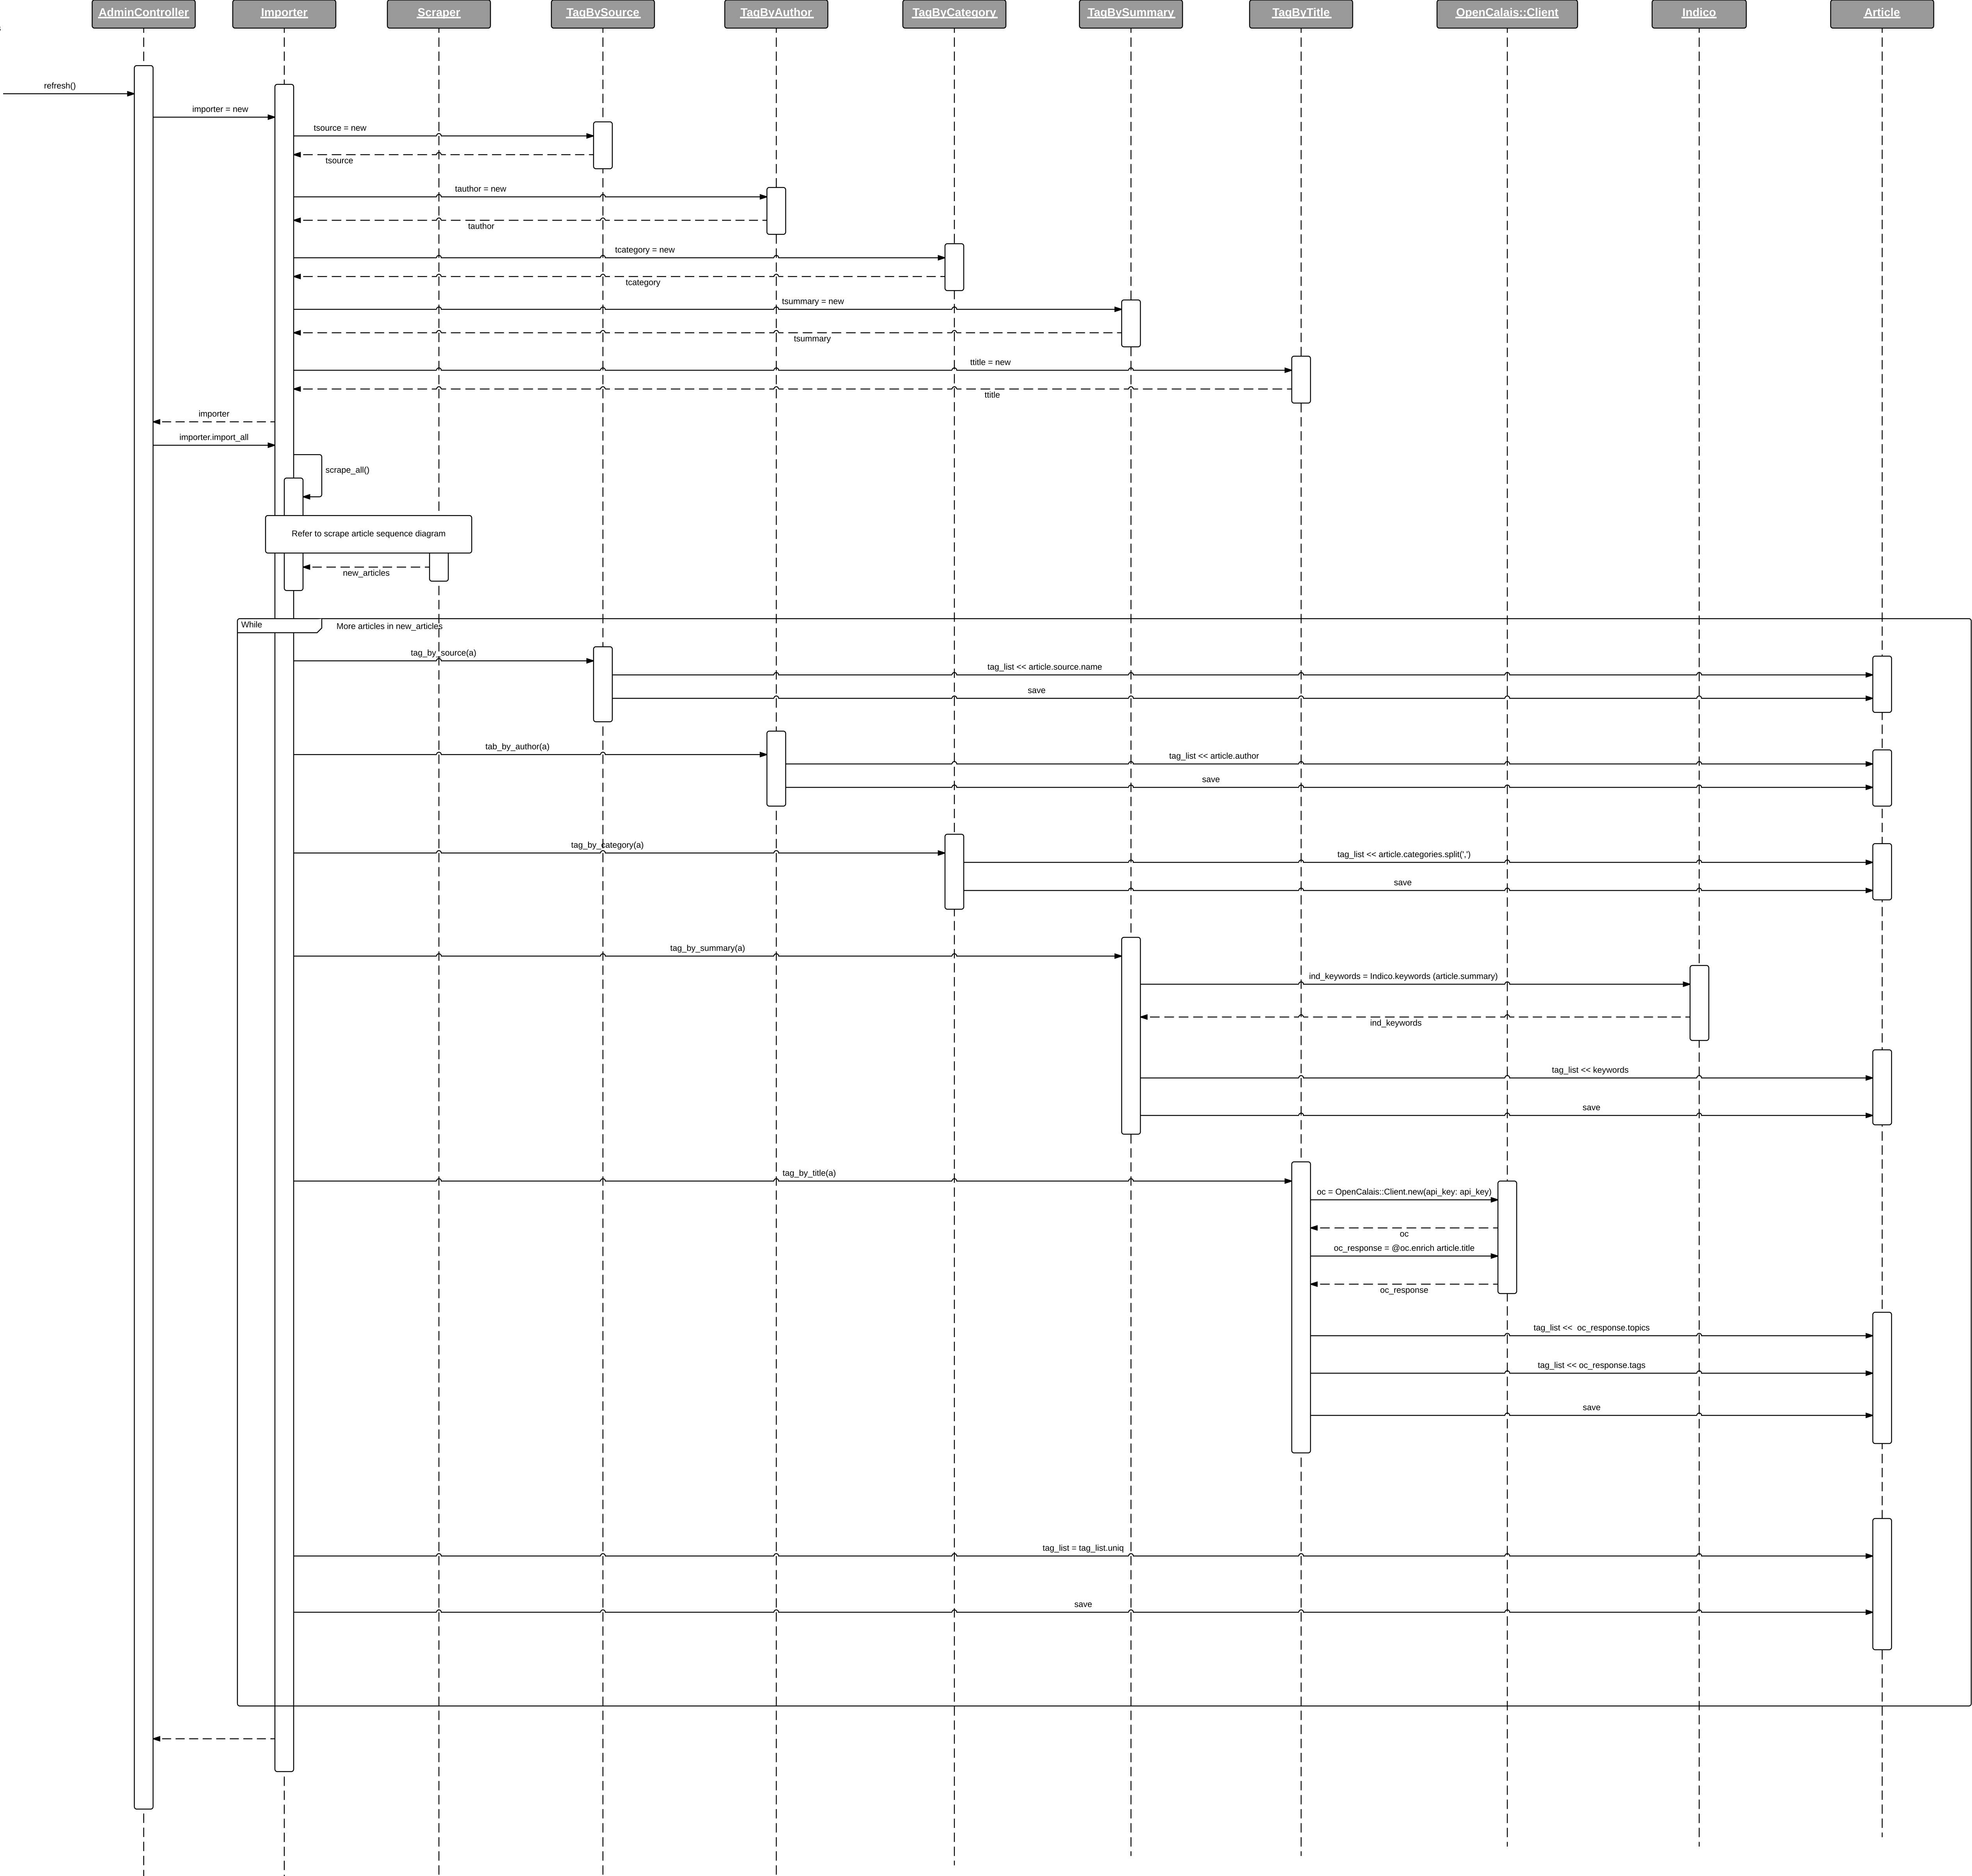 AdminController
Importer
Scraper
TagBySource
TagByAuthor
TagByCategory
TagBySummary
TagByTitle
OpenCalais::Client
Indico
Article
refresh()
importer = new
tsource = new
tsource
tauthor = new
tauthor
tcategory = new
tcategory
tsummary = new
tsummary
ttitle = new
ttitle
importer
importer.import_all
scrape_all()
Refer to scrape article sequence diagram
new_articles
While
More articles in new_articles
tag_by_source(a)
tag_list << article.source.name
save
tab_by_author(a)
tag_list << article.author
save
tag_by_category(a)
tag_list << article.categories.split(',')
save
tag_by_summary(a)
ind_keywords = Indico.keywords (article.summary)
ind_keywords
tag_list << keywords
save
tag_by_title(a)
oc = OpenCalais::Client.new(api_key: api_key)
oc
oc_response = @oc.enrich article.title
oc_response
tag_list <<  oc_response.topics
tag_list << oc_response.tags
save
tag_list = tag_list.uniq
save